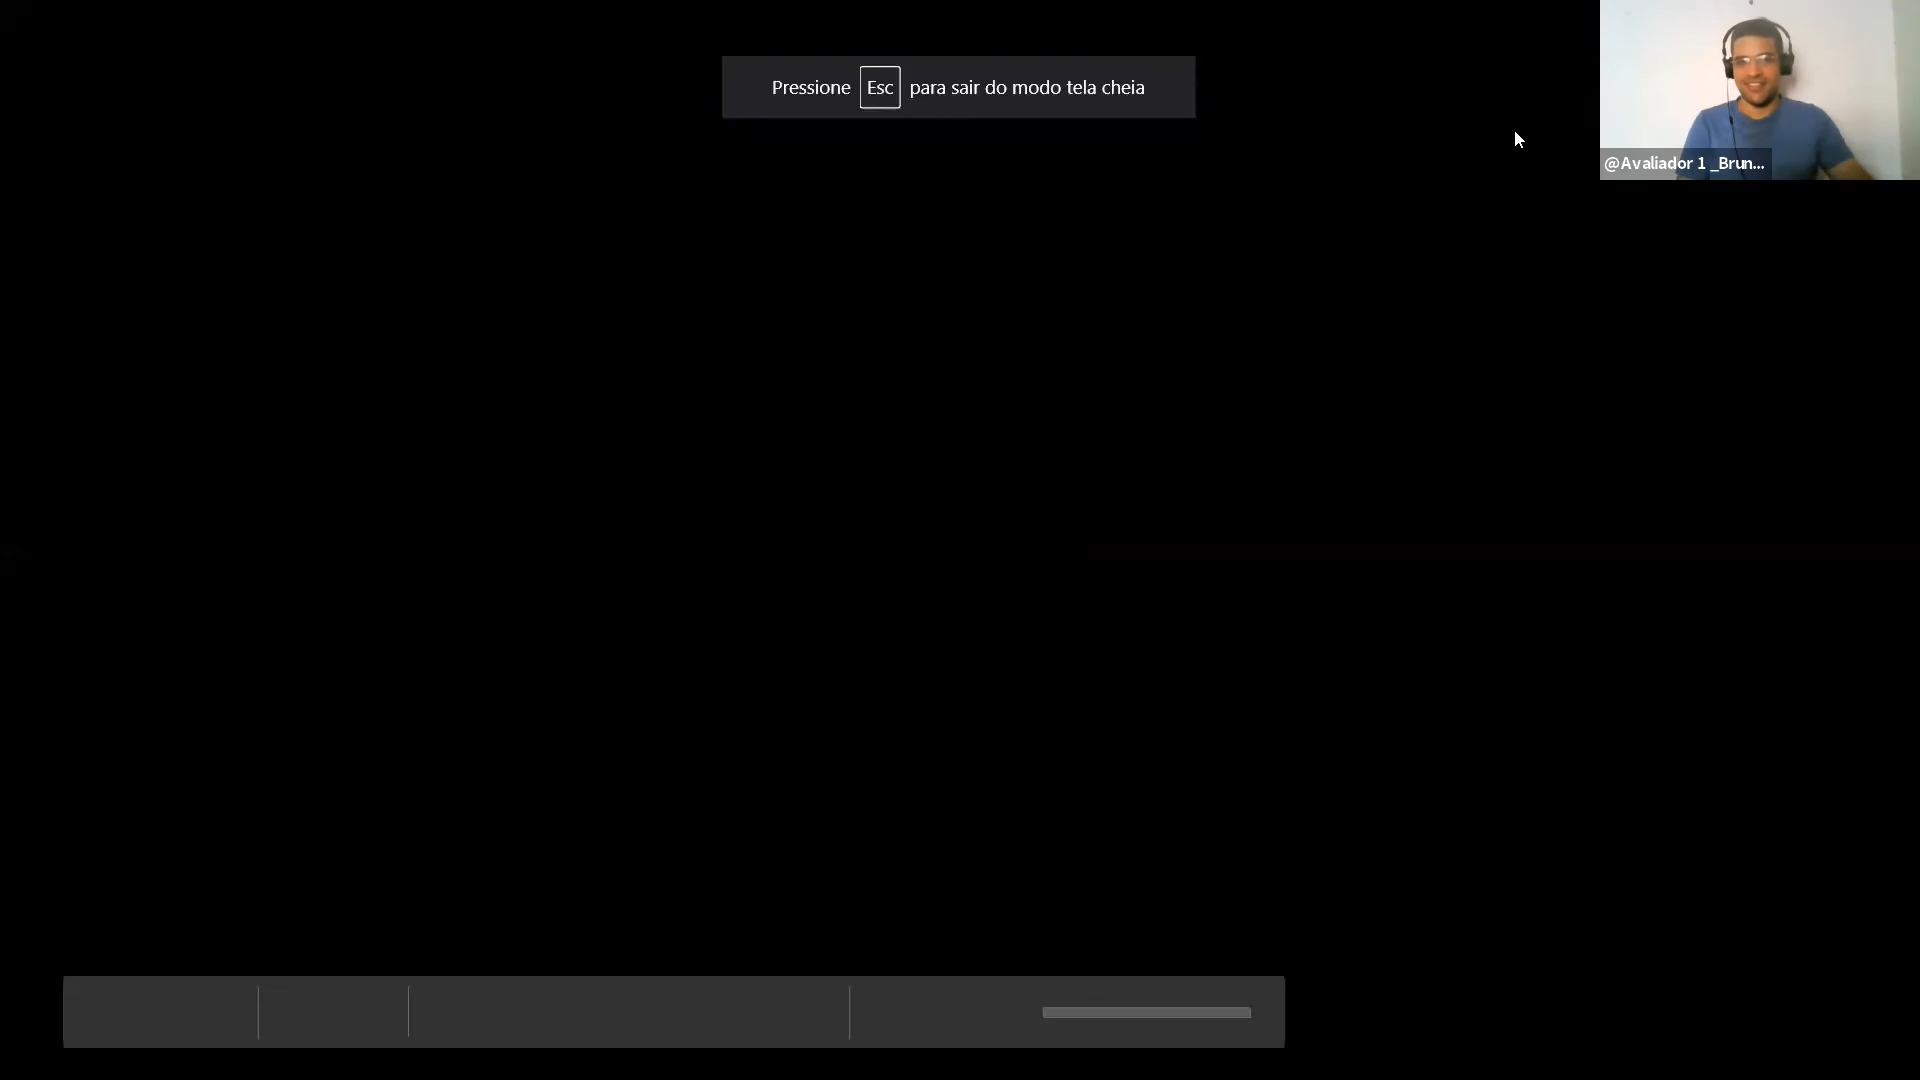 Pressione Esc para sair do modo tela cheia
@Avaliador 1 _Brun...